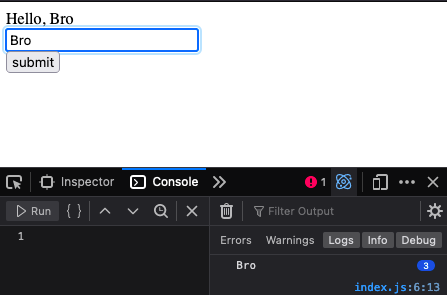 Hello, Bro
Bro
submit
Inspector
Console
1
Run
{ }
Filter Output
1
Errors
Warnings
Logs
Info
Debug
Bro
3
index.js:6:13